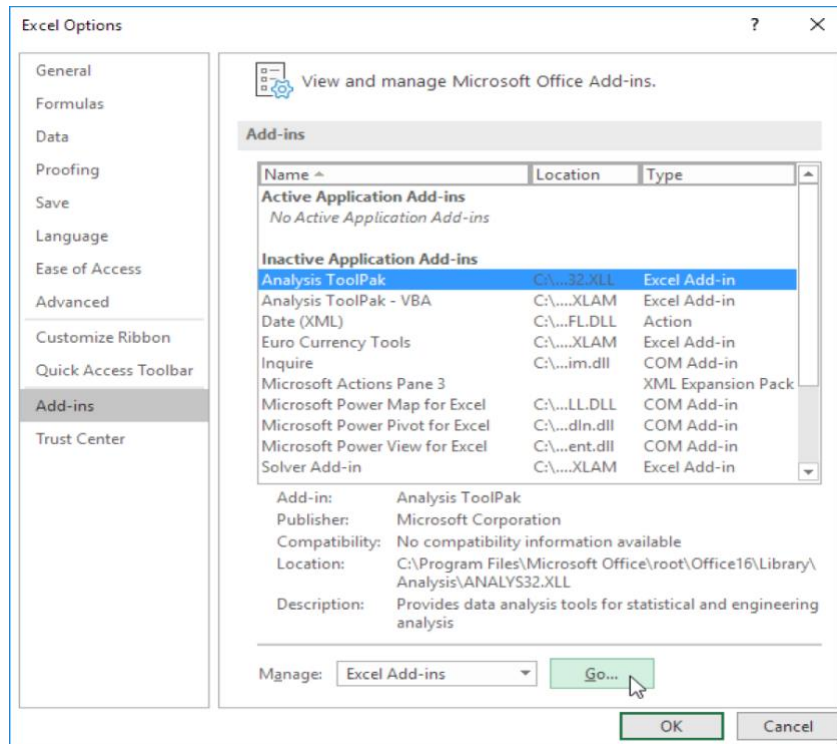 Excel Options ? ✕
General
Formulas
Data
Proofing
Save
Language
Ease of Access
Advanced
Customize Ribbon
Quick Access Toolbar
Add-ins
Trust Center
View and manage Microsoft Office Add-ins.
Add-ins
Name Location Type
Active Application Add-ins
No Active Application Add-ins
Inactive Application Add-ins
Analysis ToolPak C:\...32.XLL Excel Add-in
Analysis ToolPak - VBA C:\....XLAM Excel Add-in
Date (XML) C:\...FL.DLL Action
Euro Currency Tools C:\....XLAM Excel Add-in
Inquire C:\...im.dll COM Add-in
Microsoft Actions Pane 3 XML Expansion Pack
Microsoft Power Map for Excel C:\...LL.DLL COM Add-in
Microsoft Power Pivot for Excel C:\...dln.dll COM Add-in
Microsoft Power View for Excel C:\...ent.dll COM Add-in
Solver Add-in C:\....XLAM Excel Add-in
Add-in: Analysis ToolPak
Publisher: Microsoft Corporation
Compatibility: No compatibility information available
Location: C:\Program Files\Microsoft Office\root\Office16\Library\
Analysis\ANALYS32.XLL
Description: Provides data analysis tools for statistical and engineering
analysis
Manage: Excel Add-ins Go...
OK Cancel